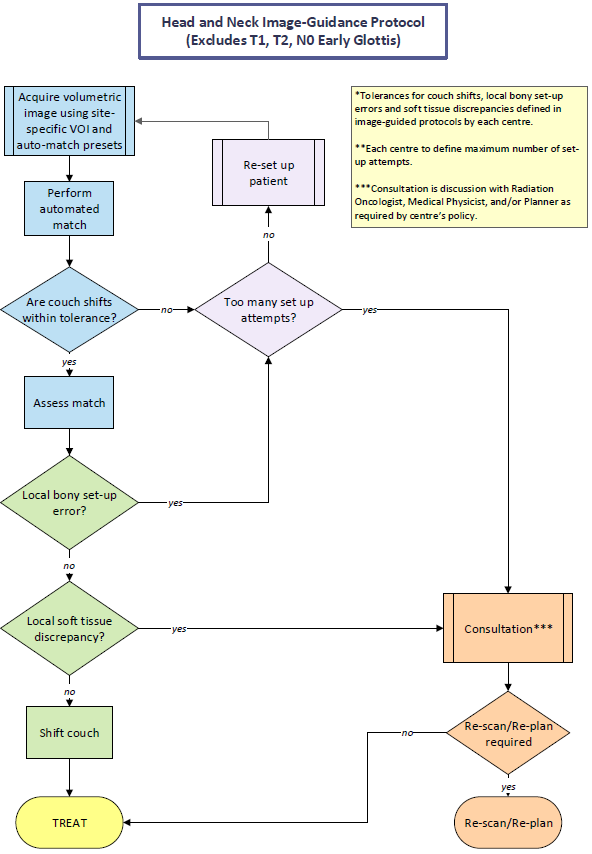 Head and Neck Image-Guidance Protocol
(Excludes T1, T2, N0 Early Glottis)
Acquire volumetric
image using site-
specific VOI and
auto-match presets
*Tolerances for couch shifts, local bony set-up
errors and soft tissue discrepancies defined in
image-guided protocols by each centre.
**Each centre to define maximum number of set-
up attempts.
***Consultation is discussion with Radiation
Oncologist, Medical Physicist, and/or Planner as
required by centre's policy.
Re-set up
patient
Perform
automated
match
no
Are couch shifts
within tolerance?
no
Too many set up
attempts?
yes
yes
Assess match
Local bony set-up
error?
yes
no
Local soft tissue
discrepancy?
yes
Consultation***
no
Shift couch
no
Re-scan/Re-plan
required
yes
TREAT
Re-scan/Re-plan